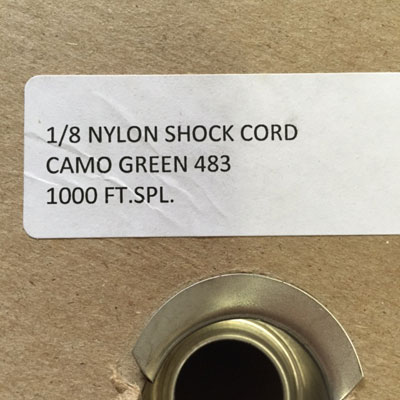 1/8 NYLON SHOCK CORD
CAMO GREEN 483
1000 FT.SPL.